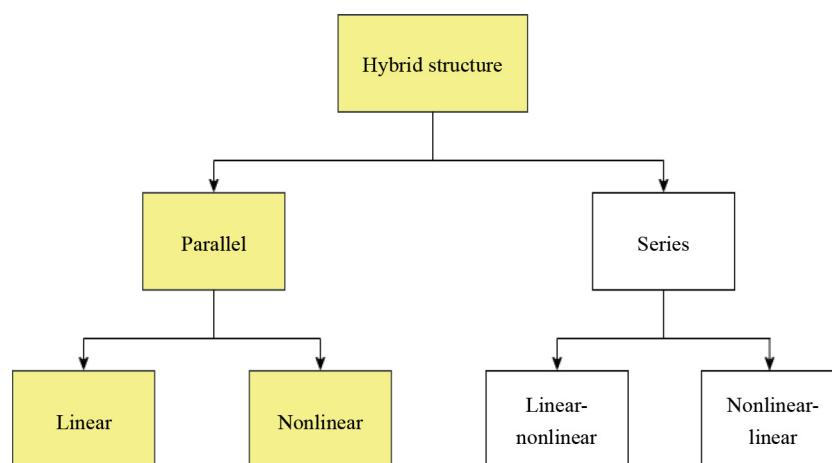 Hybrid structure
Parallel
Series
Linear
Nonlinear
Linear-
nonlinear
Nonlinear-
linear